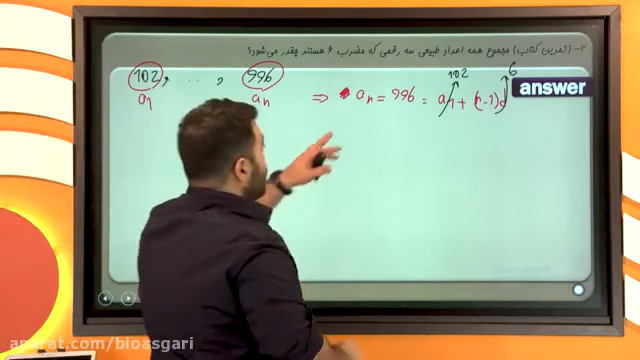 ۲- (تمرین کتاب) مجموع همه اعداد طبیعی سه رقمی که مضرب ۶ هستند چقدر می‌شود؟
102, ..... , 996
a₁ aₙ ⇒ aₙ = 996 = a₁ + (n-1)d
102 6
answer
aparat.com/bioasgari